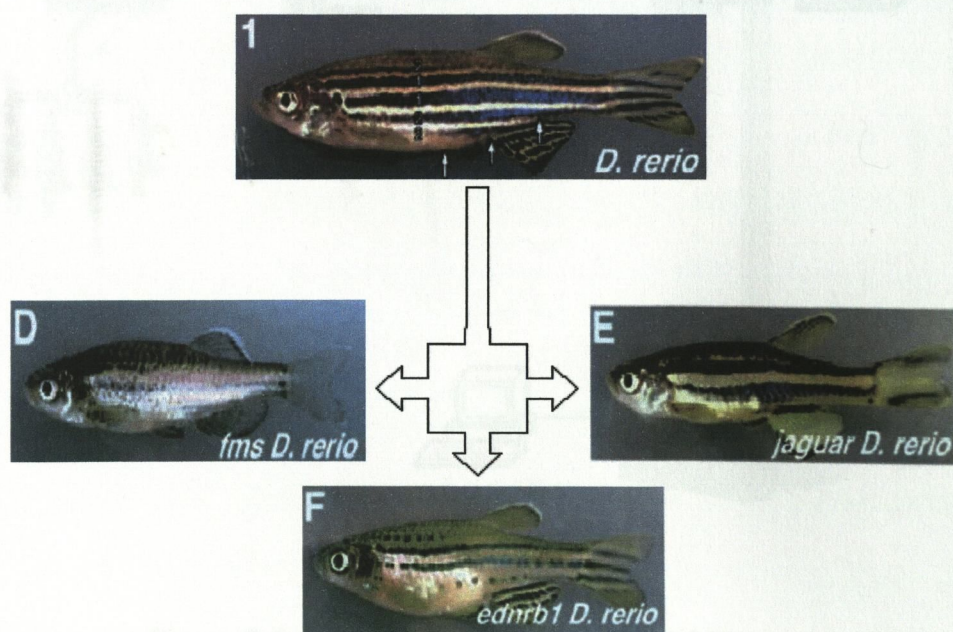 1
D. rerio
D
fms D. rerio
E
jaguar D. rerio
F
ednrb1 D. rerio